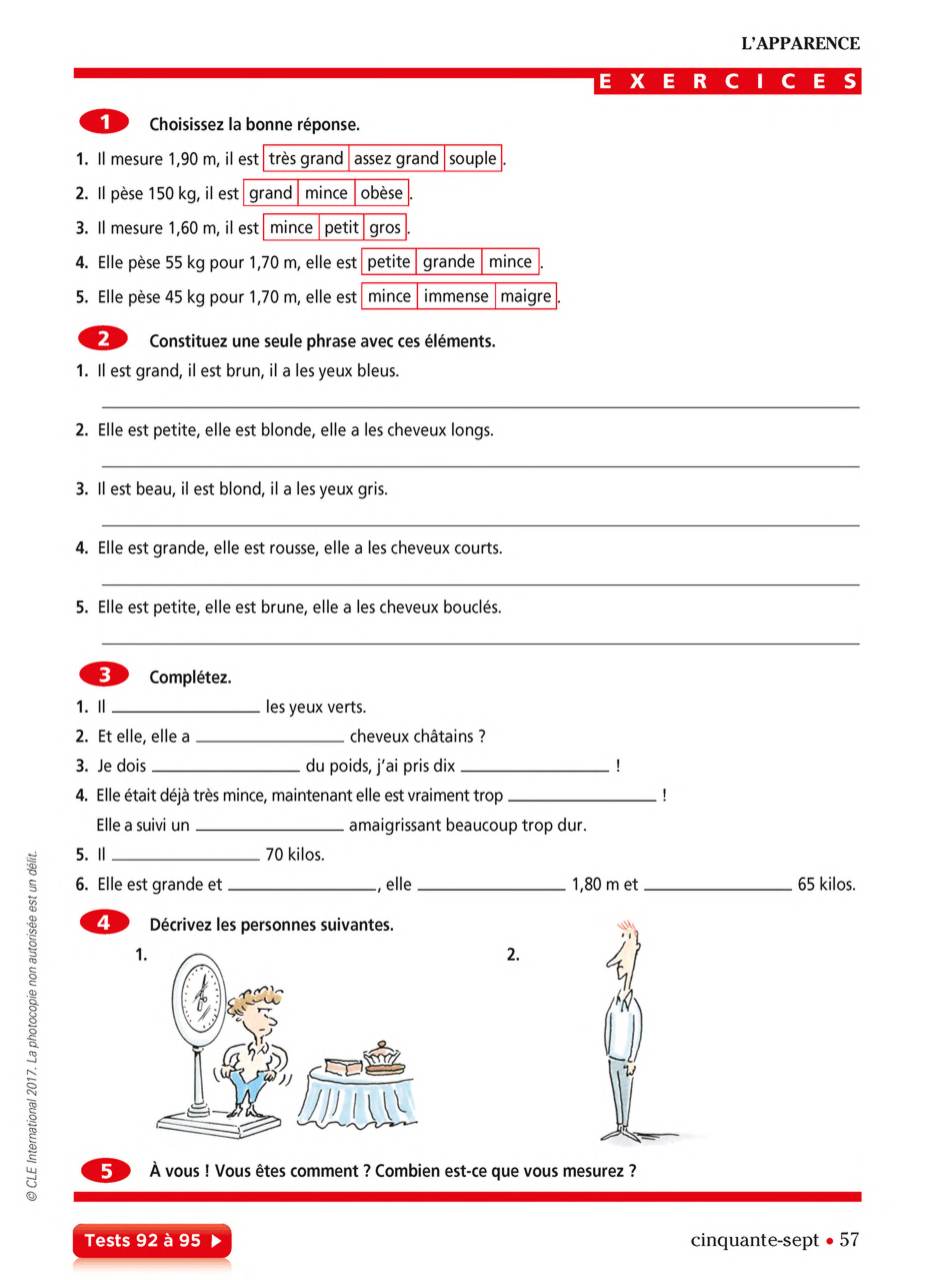 L'APPARENCE
EXERCICES
1 Choisissez la bonne réponse.
1. Il mesure 1,90 m, il est très grand assez grand souple .
2. Il pèse 150 kg, il est grand mince obèse .
3. Il mesure 1,60 m, il est mince petit gros .
4. Elle pèse 55 kg pour 1,70 m, elle est petite grande mince .
5. Elle pèse 45 kg pour 1,70 m, elle est mince immense maigre .
2 Constituez une seule phrase avec ces éléments.
1. Il est grand, il est brun, il a les yeux bleus.
2. Elle est petite, elle est blonde, elle a les cheveux longs.
3. Il est beau, il est blond, il a les yeux gris.
4. Elle est grande, elle est rousse, elle a les cheveux courts.
5. Elle est petite, elle est brune, elle a les cheveux bouclés.
3 Complétez.
1. Il ____ les yeux verts.
2. Et elle, elle a ____ cheveux châtains ?
3. Je dois ____ du poids, j'ai pris dix ____ !
4. Elle était déjà très mince, maintenant elle est vraiment trop ____ !
Elle a suivi un ____ amaigrissant beaucoup trop dur.
5. Il ____ 70 kilos.
6. Elle est grande et ____, elle ____ 1,80 m et ____ 65 kilos.
4 Décrivez les personnes suivantes.
1. 2.
5 À vous ! Vous êtes comment ? Combien est-ce que vous mesurez ?
Tests 92 à 95 ▶
cinquante-sept • 57
© CLE International 2017. La photocopie non autorisée est un délit.